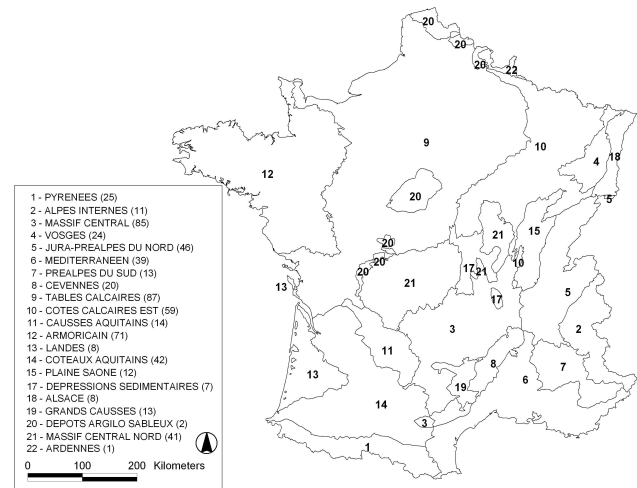 20
20
20
22
9
10
4
18
12
20
5
21
15
20
20
17
21
10
20
21
17
5
13
3
2
11
8
7
13
19
6
14
3
1
1 - PYRENEES (25)
2 - ALPES INTERNES (11)
3 - MASSIF CENTRAL (85)
4 - VOSGES (24)
5 - JURA-PREALPES DU NORD (46)
6 - MEDITERRANEEN (39)
7 - PREALPES DU SUD (13)
8 - CEVENNES (20)
9 - TABLES CALCAIRES (87)
10 - COTES CALCAIRES EST (59)
11 - CAUSSES AQUITAINS (14)
12 - ARMORICAIN (71)
13 - LANDES (8)
14 - COTEAUX AQUITAINS (42)
15 - PLAINE SAONE (12)
17 - DEPRESSIONS SEDIMENTAIRES (7)
18 - ALSACE (8)
19 - GRANDS CAUSSES (13)
20 - DEPOTS ARGILO SABLEUX (2)
21 - MASSIF CENTRAL NORD (41)
22 - ARDENNES (1)
0 100 200 Kilometers